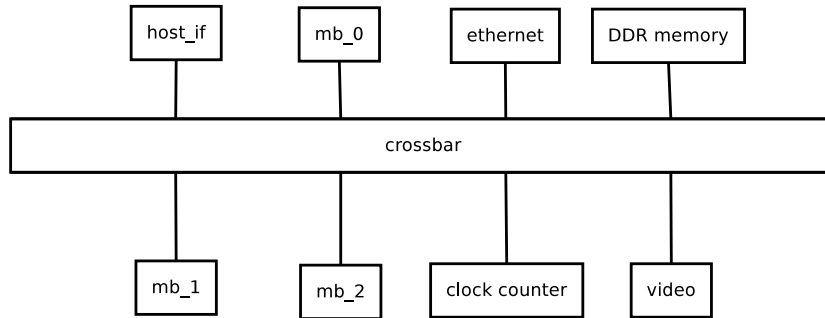 host_if
mb_0
ethernet
DDR memory
crossbar
mb_1
mb_2
clock counter
video